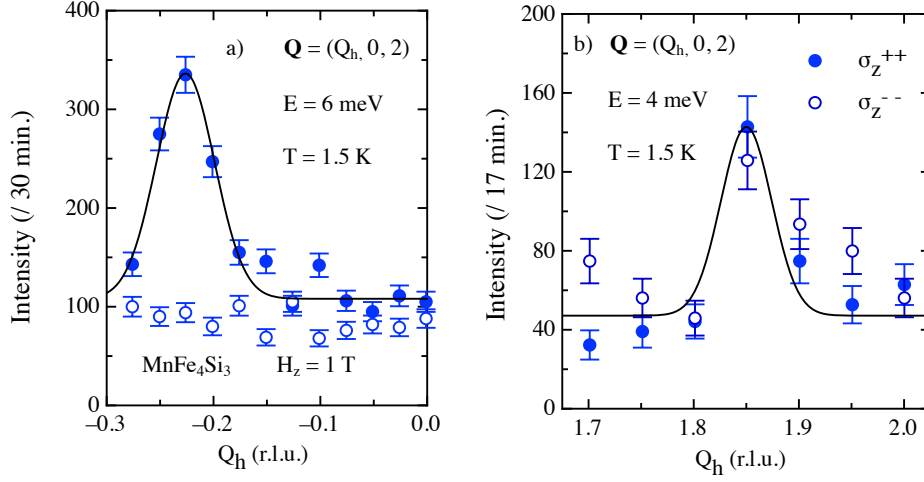 a) Q = (Q_h, 0, 2)
E = 6 meV
T = 1.5 K
MnFe₄Si₃ H_z = 1 T
Intensity (/ 30 min.)
400
300
200
100
0
−0.3 −0.2 −0.1 0.0
Q_h (r.l.u.)
b) Q = (Q_h, 0, 2)
E = 4 meV
T = 1.5 K
σ_z⁺⁺
σ_z⁻⁻
Intensity (/ 17 min.)
200
160
120
80
40
0
1.7 1.8 1.9 2.0
Q_h (r.l.u.)